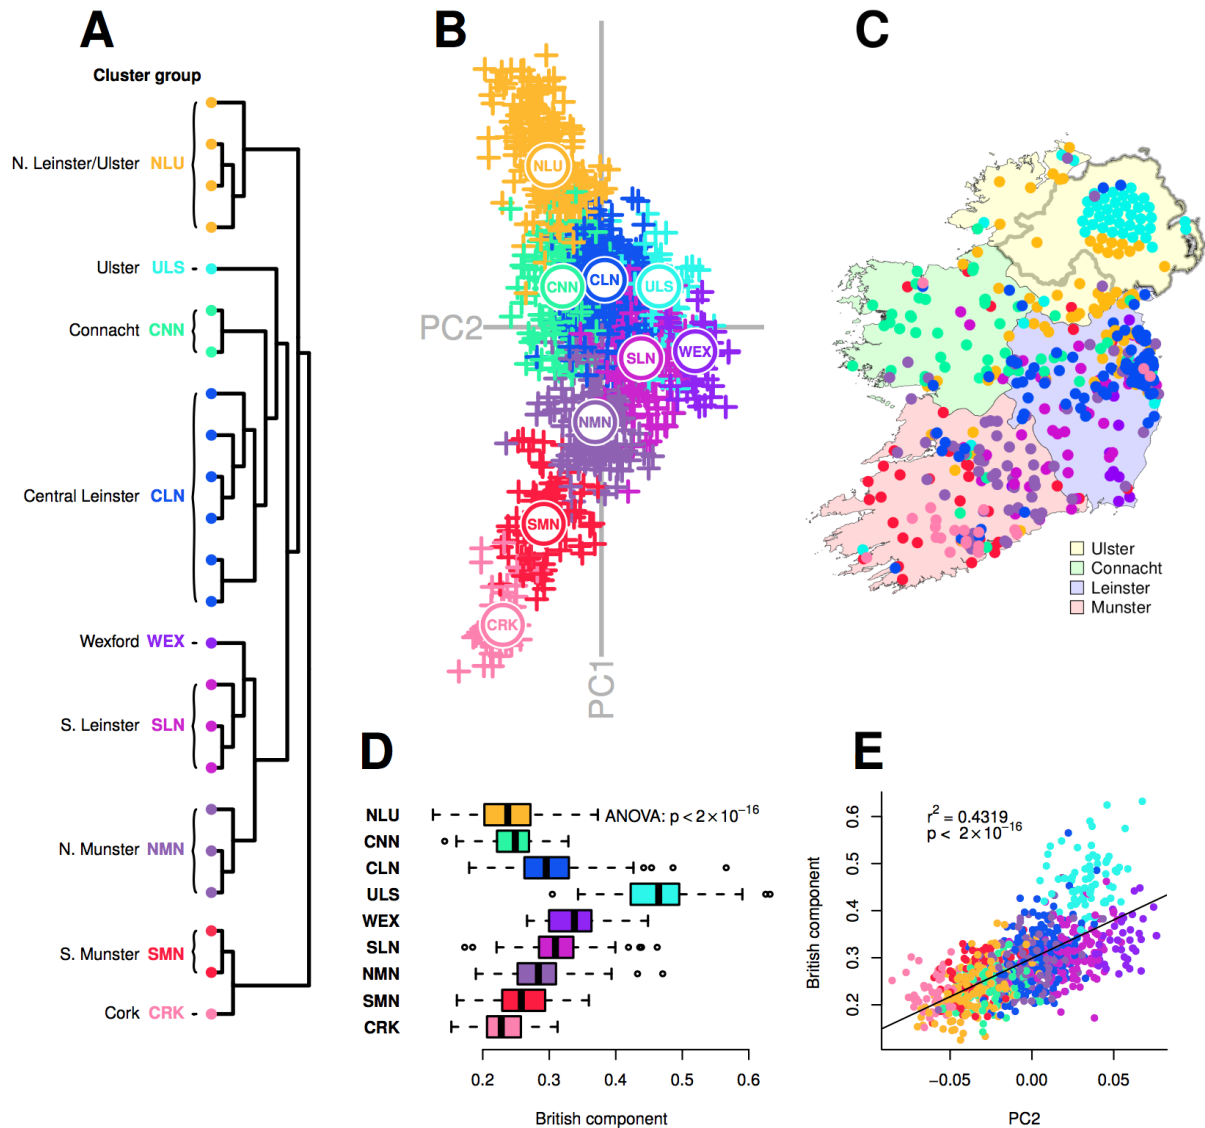 A
Cluster group
N. Leinster/Ulster NLU
Ulster ULS
Connacht CNN
Central Leinster CLN
Wexford WEX
S. Leinster SLN
N. Munster NMN
S. Munster SMN
Cork CRK
B
NLU
CNN
CLN
ULS
PC2
SLN
WEX
NMN
SMN
CRK
PC1
C
Ulster
Connacht
Leinster
Munster
D
NLU
CNN
CLN
ULS
WEX
SLN
NMN
SMN
CRK
ANOVA: p < 2×10⁻¹⁶
0.2 0.3 0.4 0.5 0.6
British component
E
r² = 0.4319
p < 2×10⁻¹⁶
British component
0.6
0.5
0.4
0.3
0.2
−0.05 0.00 0.05
PC2